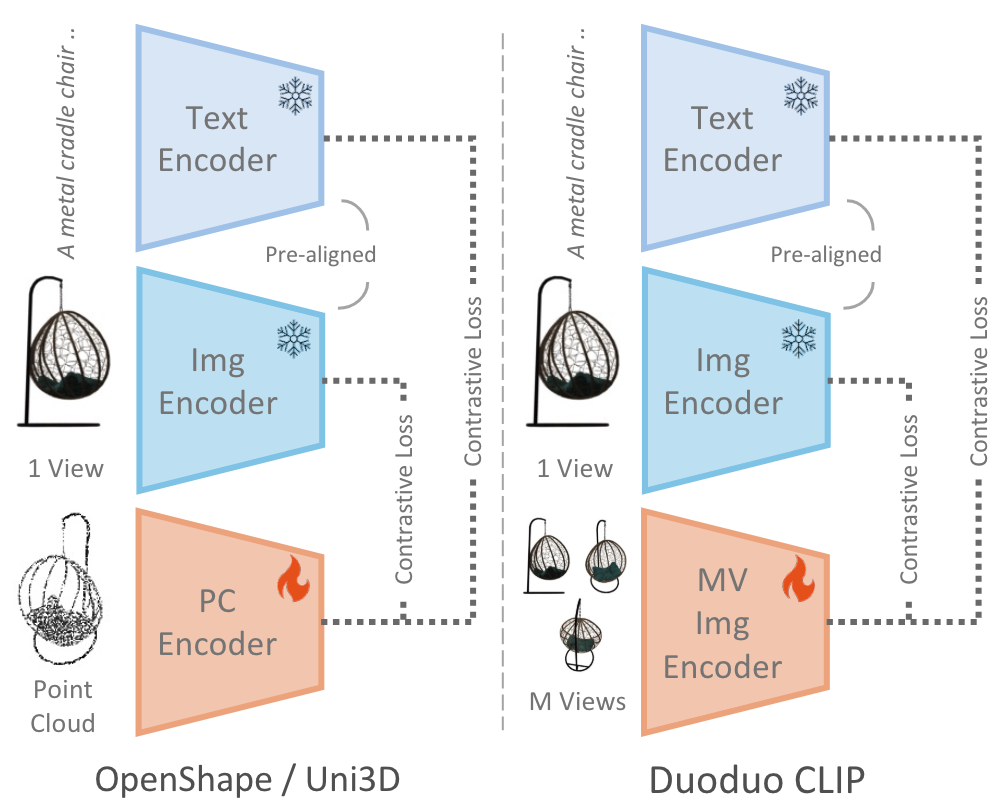 A metal cradle chair ..
Text
Encoder
Pre-aligned
Img
Encoder
1 View
Contrastive Loss
Contrastive Loss
PC
Encoder
Point
Cloud
OpenShape / Uni3D
A metal cradle chair ..
Text
Encoder
Pre-aligned
Img
Encoder
1 View
Contrastive Loss
Contrastive Loss
MV
Img
Encoder
M Views
Duoduo CLIP